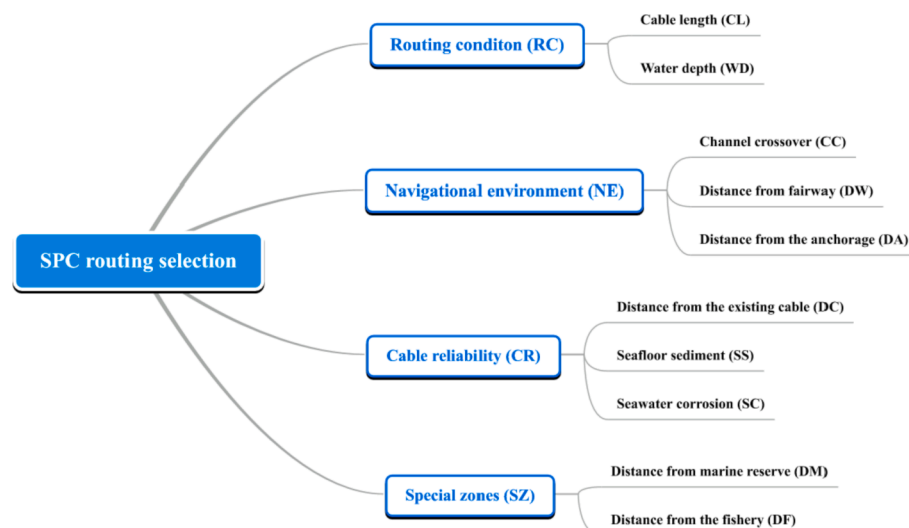 Cable length (CL)
Routing conditon (RC)
Water depth (WD)
Channel crossover (CC)
Navigational environment (NE)
Distance from fairway (DW)
Distance from the anchorage (DA)
SPC routing selection
Distance from the existing cable (DC)
Cable reliability (CR)
Seafloor sediment (SS)
Seawater corrosion (SC)
Distance from marine reserve (DM)
Special zones (SZ)
Distance from the fishery (DF)